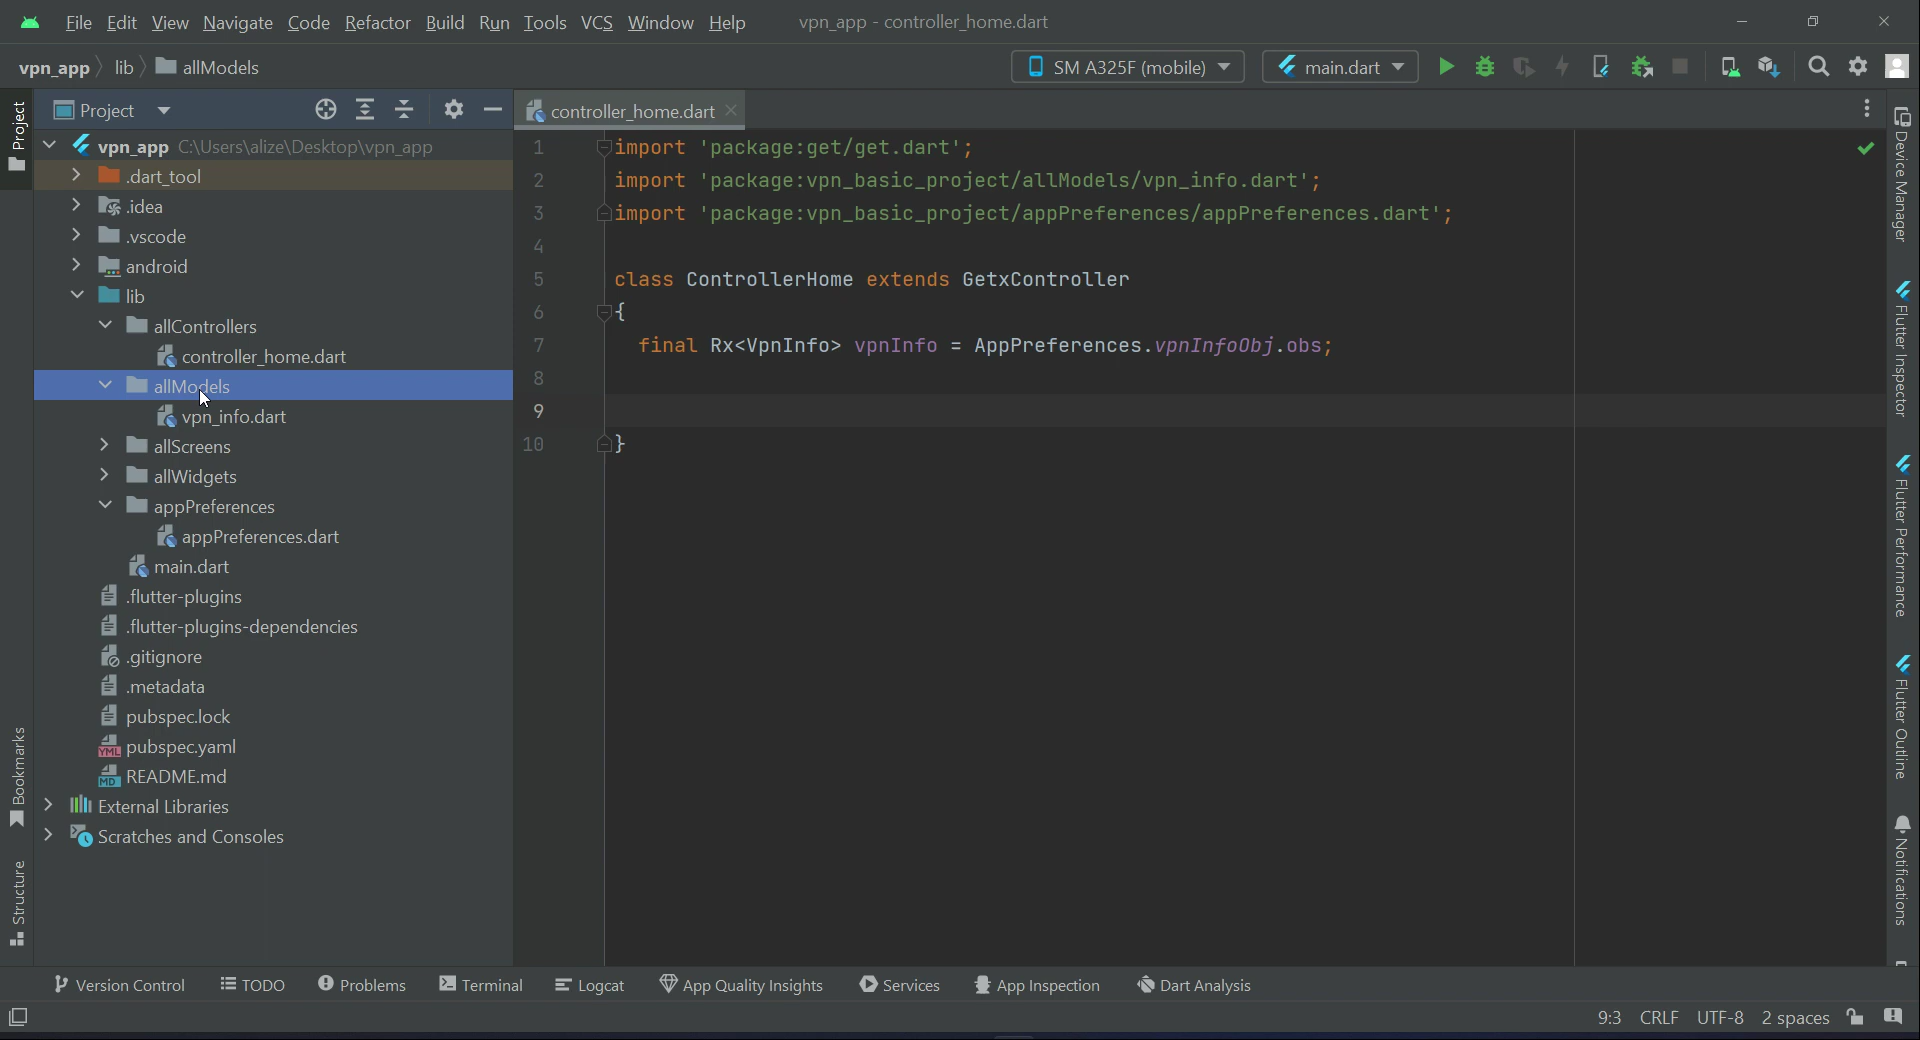 File Edit View Navigate Code Refactor Build Run Tools VCS Window Help vpn_app - controller_home.dart
vpn_app lib allModels SM A325F (mobile) main.dart
Project
Project
controller_home.dart
vpn_app C:\Users\alize\Desktop\vpn_app
.dart_tool
.idea
.vscode
android
lib
allControllers
controller_home.dart
allModels
vpn_info.dart
allScreens
allWidgets
appPreferences
appPreferences.dart
main.dart
.flutter-plugins
.flutter-plugins-dependencies
.gitignore
.metadata
pubspec.lock
YML pubspec.yaml
MD README.md
External Libraries
Scratches and Consoles
Bookmarks
Structure
1 import 'package:get/get.dart';
2 import 'package:vpn_basic_project/allModels/vpn_info.dart';
3 import 'package:vpn_basic_project/appPreferences/appPreferences.dart';
4
5 class ControllerHome extends GetxController
6 {
7 final Rx<VpnInfo> vpnInfo = AppPreferences.vpnInfoObj.obs;
8
9
10 }
Device Manager
Flutter Inspector
Flutter Performance
Flutter Outline
Notifications
Version Control TODO Problems Terminal Logcat App Quality Insights Services App Inspection Dart Analysis
9:3 CRLF UTF-8 2 spaces